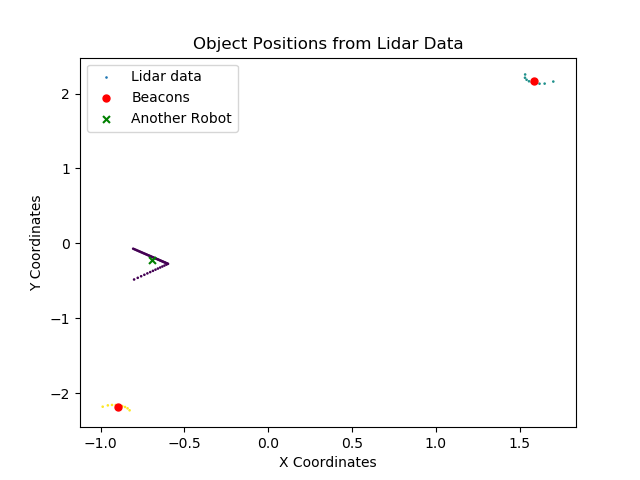 Object Positions from Lidar Data
Lidar data
Beacons
Another Robot
Y Coordinates
2
1
0
−1
−2
−1.0
−0.5
0.0
0.5
1.0
1.5
X Coordinates